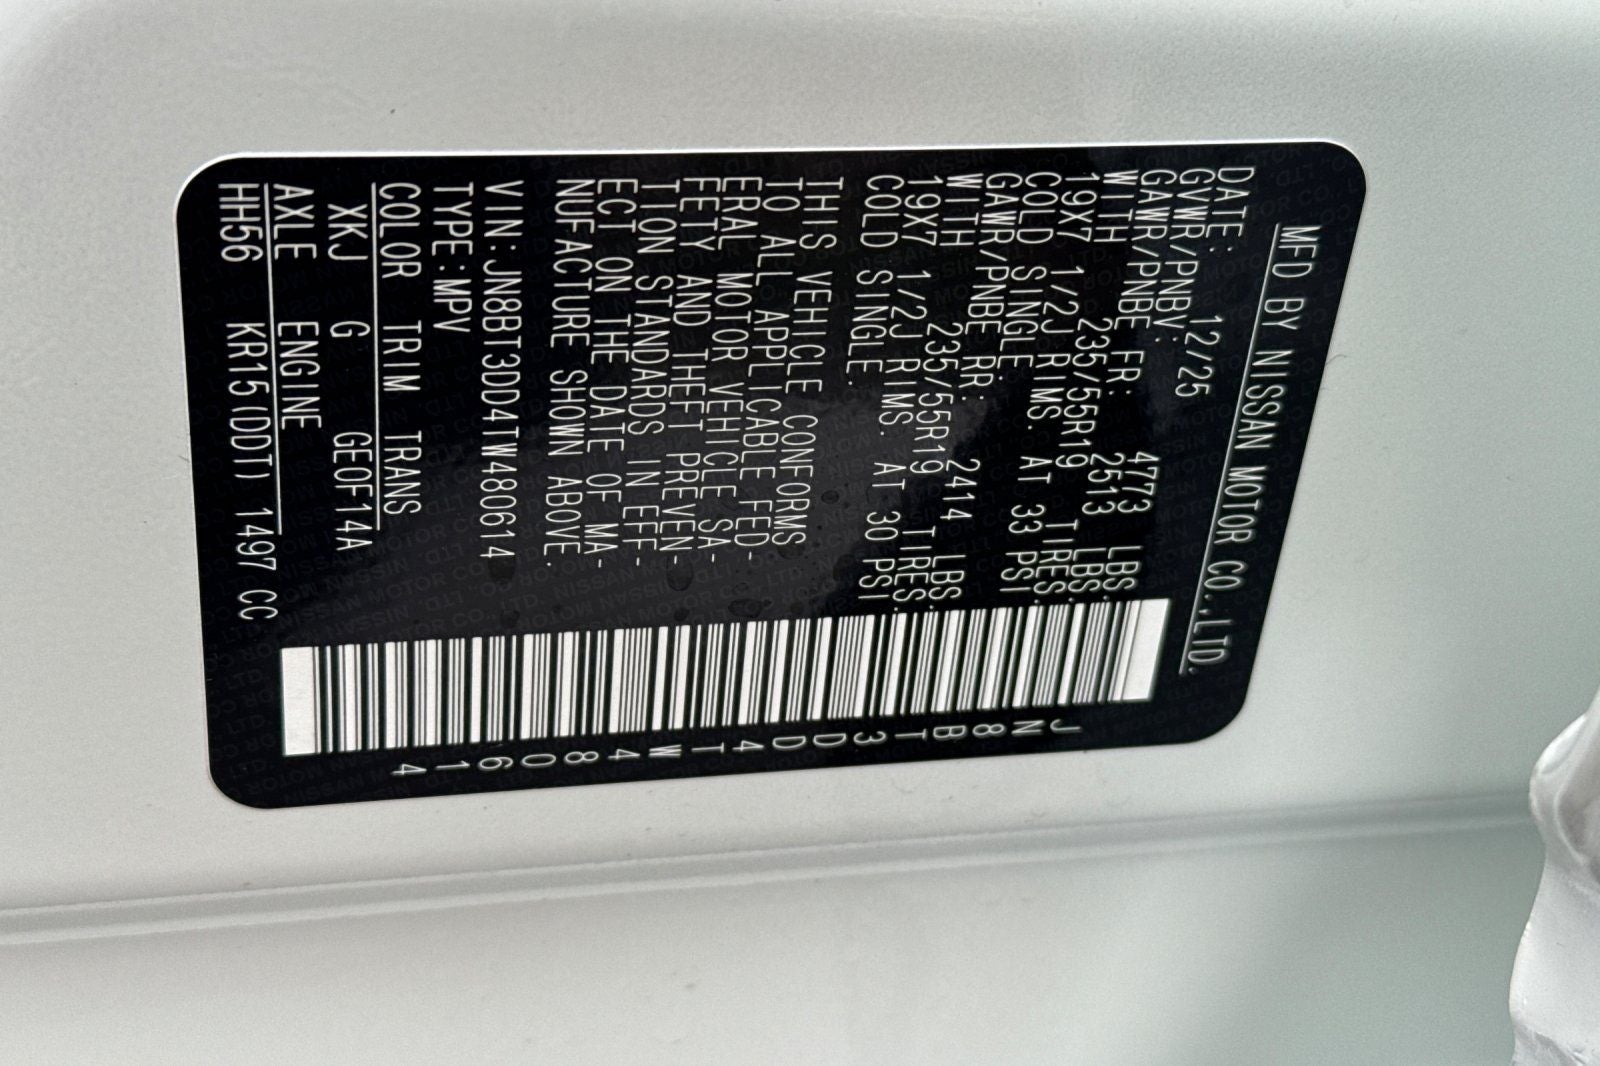 MFD BY NISSAN MOTOR CO.,LTD.
DATE: 12/25
GVWR/PNBV: 4773 LBS.
GAWR/PNBE FR: 2513 LBS.
WITH 235/55R19 TIRES.
19X7 1/2J RIMS. AT 33 PSI
COLD SINGLE.
GAWR/PNBE RR: 2414 LBS.
WITH 235/55R19 TIRES.
19X7 1/2J RIMS. AT 30 PSI
COLD SINGLE.
THIS VEHICLE CONFORMS
TO ALL APPLICABLE FED-
ERAL MOTOR VEHICLE SA-
FETY AND THEFT PREVEN-
TION STANDARDS IN EFF-
ECT ON THE DATE OF MA-
NUFACTURE SHOWN ABOVE.
VIN:JN8BT3DD4TW480614
TYPE:MPV
COLOR TRIM TRANS
XKJ G GE0F14A
AXLE ENGINE
HH56 KR15(DDT) 1497 CC
JN8BT3DD4TW480614